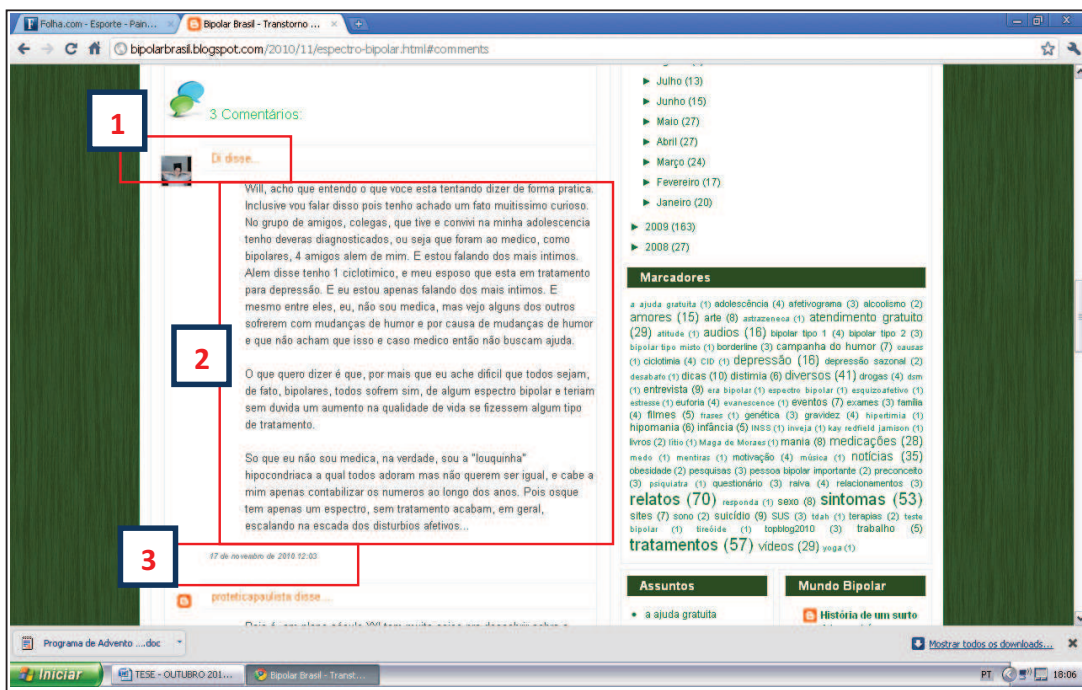 Folha.com - Esporte - Pain...
Bipolar Brasil - Transtorno ...
bipolarbrasil.blogspot.com/2010/11/espectro-bipolar.html#comments
3 Comentários:
1
Di disse...
2
Will, acho que entendo o que voce esta tentando dizer de forma pratica.
Inclusive vou falar disso pois tenho achado um fato muitissimo curioso.
No grupo de amigos, colegas, que tive e convivi na minha adolescencia
tenho deveras diagnosticados, ou seja que foram ao medico, como
bipolares, 4 amigos alem de mim. E estou falando dos mais intimos.
Alem disse tenho 1 ciclotimico, e meu esposo que esta em tratamento
para depressão. E eu estou apenas falando dos mais intimos. E
mesmo entre eles, eu, não sou medica, mas vejo alguns dos outros
sofrerem com mudanças de humor e por causa de mudanças de humor
e que não acham que isso e caso medico então não buscam ajuda.
O que quero dizer é que, por mais que eu ache dificil que todos sejam,
de fato, bipolares, todos sofrem sim, de algum espectro bipolar e teriam
sem duvida um aumento na qualidade de vida se fizessem algum tipo
de tratamento.
So que eu não sou medica, na verdade, sou a "louquinha"
hipocondriaca a qual todos adoram mas não querem ser igual, e cabe a
mim apenas contabilizar os numeros ao longo dos anos. Pois osque
tem apenas um espectro, sem tratamento acabam, em geral,
escalando na escada dos disturbios afetivos...
3
17 de novembro de 2010 12:03
proteticapaulista disse...
Julho (13)
Junho (15)
Maio (27)
Abril (27)
Março (24)
Fevereiro (17)
Janeiro (20)
2009 (163)
2008 (27)
Marcadores
a ajuda gratuita (1) adolescência (4) afetivograma (3) alcoolismo (2)
amores (15) arte (8) astrazeneca (1) atendimento gratuito
(29) atitude (1) audios (16) bipolar tipo 1 (4) bipolar tipo 2 (3)
bipolar tipo misto (1) borderline (3) campanha do humor (7) causas
(1) ciclotimia (4) CID (1) depressão (16) depressão sazonal (2)
desabafo (1) dicas (10) distimia (6) diversos (41) drogas (4) dsm
(1) entrevista (9) era bipolar (1) espectro bipolar (1) esquizoafetivo (1)
estresse (1) euforia (4) evanescence (1) eventos (7) exames (3) família
(4) filmes (5) frases (1) genética (3) gravidez (4) hipertimia (1)
hipomania (6) infância (5) INSS (1) inveja (1) kay redfield jamison (1)
livros (2) lítio (1) Maga de Moraes (1) mania (8) medicações (28)
medo (1) mentiras (1) motivação (4) música (1) notícias (35)
obesidade (2) pesquisas (3) pessoa bipolar importante (2) preconceito
(3) psiquiatra (1) questionário (3) raiva (4) relacionamentos (3)
relatos (70) responda (1) sexo (8) sintomas (53)
sites (7) sono (2) suicídio (9) SUS (3) tdah (1) terapias (2) teste
bipolar (1) tireóide (1) topblog2010 (3) trabalho (5)
tratamentos (57) vídeos (29) yoga (1)
Assuntos
a ajuda gratuita
Mundo Bipolar
História de um surto
Programa de Advento ....doc
Mostrar todos os downloads...
Iniciar
TESE - OUTUBRO 201...
Bipolar Brasil - Transt...
PT
18:06